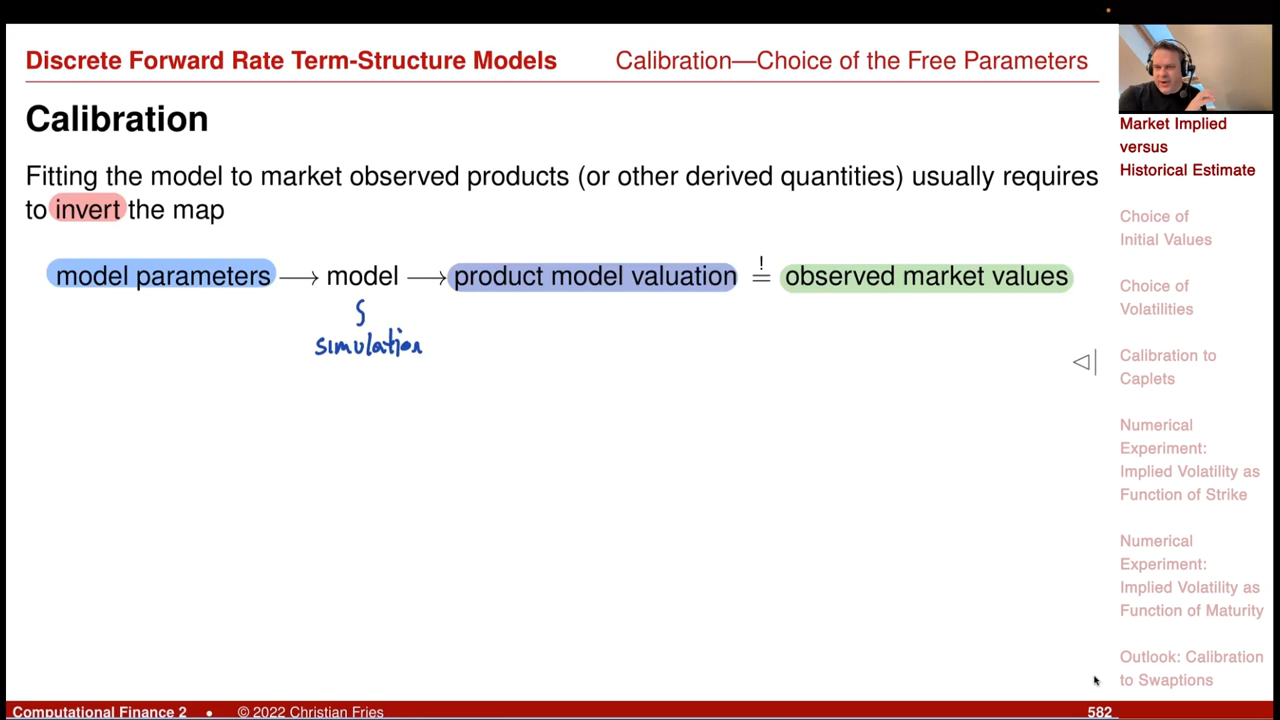 Discrete Forward Rate Term-Structure Models
Calibration—Choice of the Free Parameters
Calibration
Fitting the model to market observed products (or other derived quantities) usually requires
to invert the map
model parameters ⟶ model ⟶ product model valuation =! observed market values
simulation
Market Implied
versus
Historical Estimate
Choice of
Initial Values
Choice of
Volatilities
Calibration to
Caplets
Numerical
Experiment:
Implied Volatility as
Function of Strike
Numerical
Experiment:
Implied Volatility as
Function of Maturity
Outlook: Calibration
to Swaptions
Computational Finance 2 • © 2022 Christian Fries
582